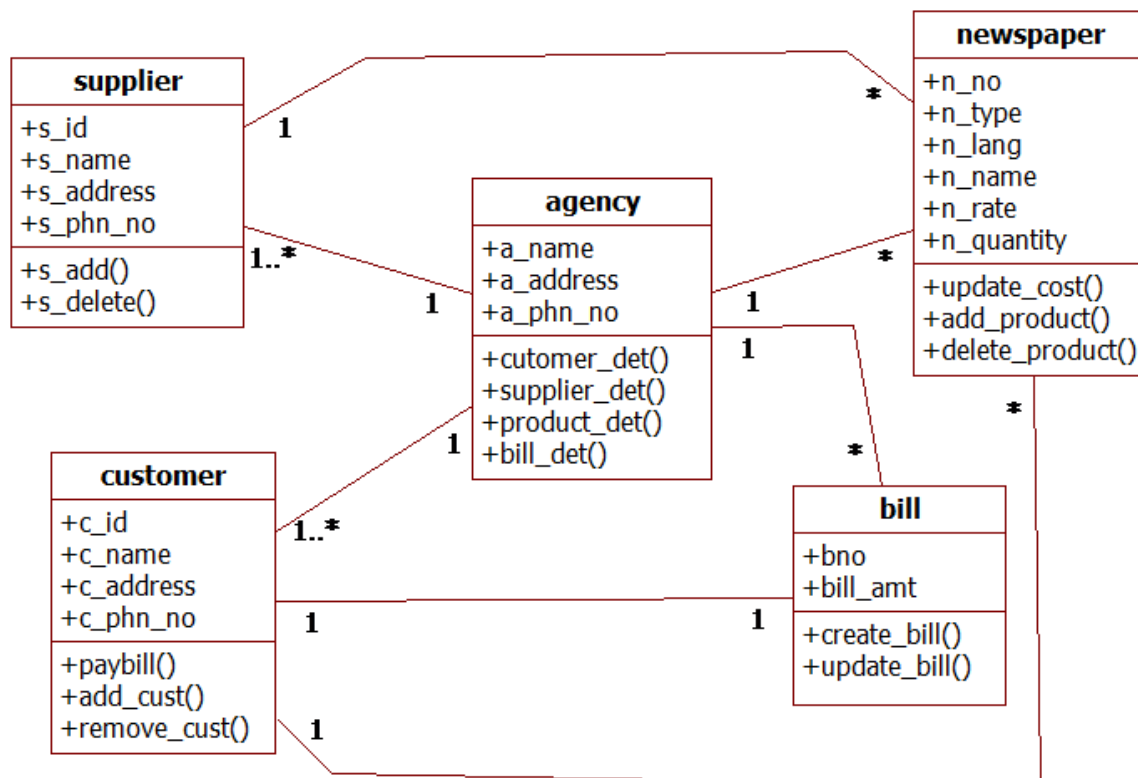 supplier
+s_id
+s_name
+s_address
+s_phn_no
+s_add()
+s_delete()
1
*
1..*
1
newspaper
+n_no
+n_type
+n_lang
+n_name
+n_rate
+n_quantity
+update_cost()
+add_product()
+delete_product()
agency
+a_name
+a_address
+a_phn_no
+cutomer_det()
+supplier_det()
+product_det()
+bill_det()
1
*
1
*
1
1..*
customer
+c_id
+c_name
+c_address
+c_phn_no
+paybill()
+add_cust()
+remove_cust()
1
1
bill
+bno
+bill_amt
+create_bill()
+update_bill()
1
*